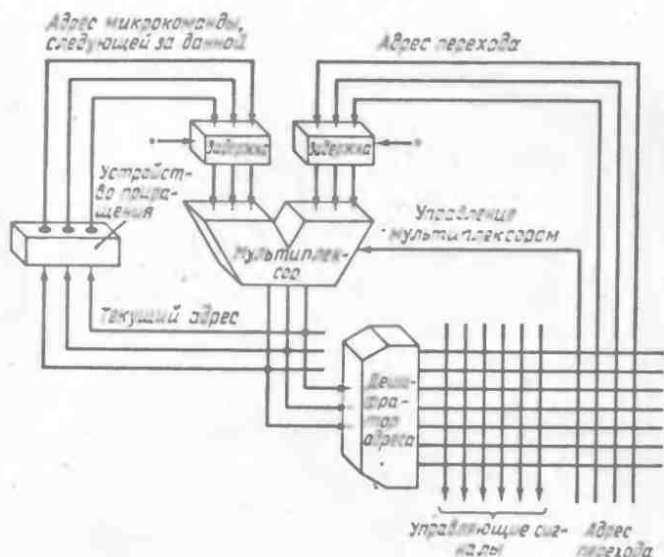 Адрес микрокоманды,
следующей за данной
Адрес перехода
Задержка
Задержка
Устройст-
во прира-
щения
Мультиплек-
сор
Управление
мультиплексором
Текущий адрес
Деши-
фра-
тор
адреса
Управляющие сиг-
налы
Адрес
перехода